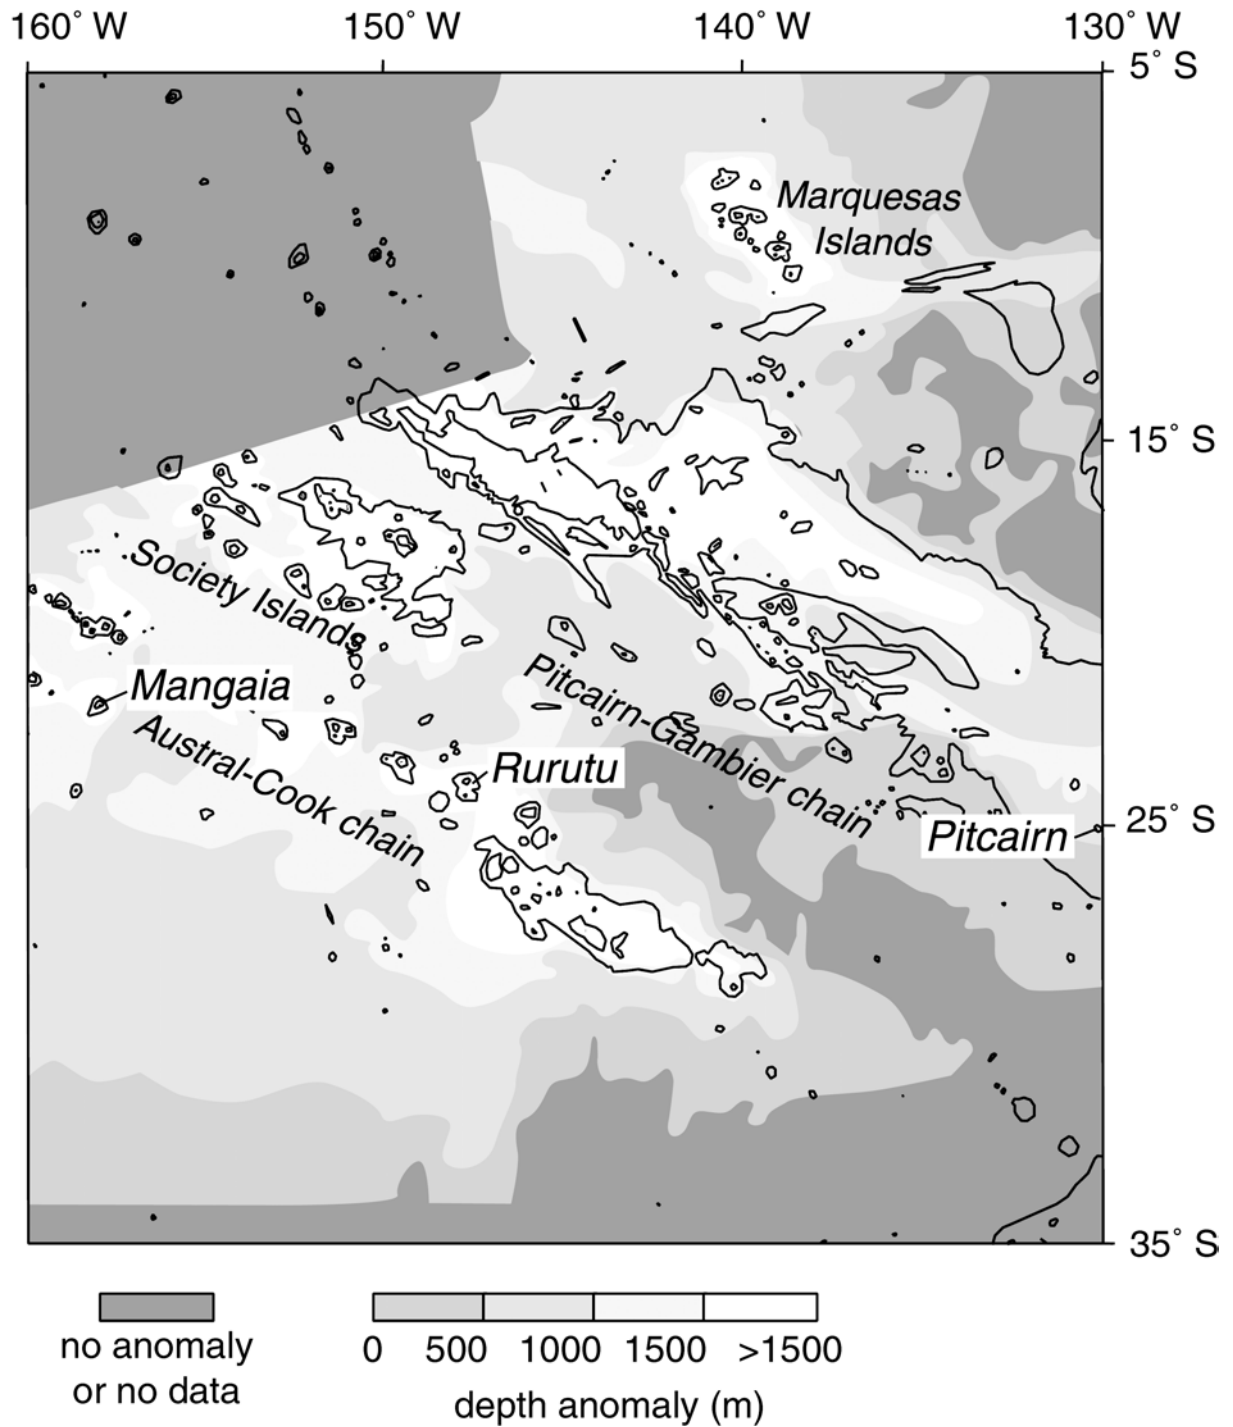 160° W 150° W 140° W 130° W
5° S
Marquesas
Islands
15° S
Society Islands
Mangaia
Pitcairn-Gambier chain
Austral-Cook chain
Rurutu
25° S
Pitcairn
35° S
no anomaly
or no data
0 500 1000 1500 >1500
depth anomaly (m)